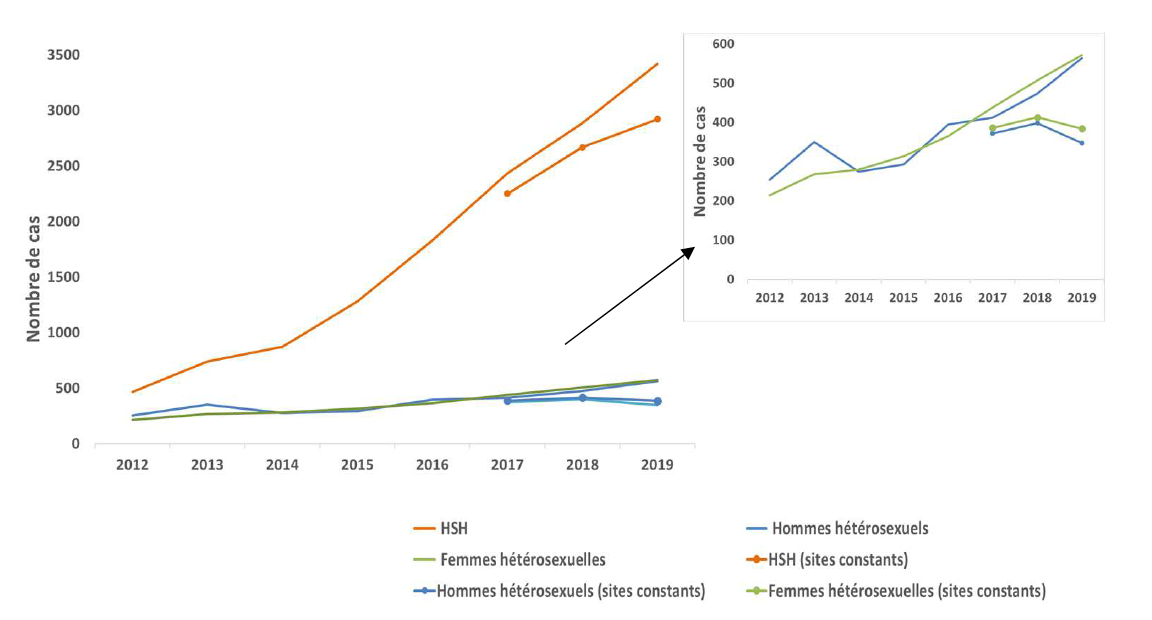 Nombre de cas
3500
3000
2500
2000
1500
1000
500
0
2012 2013 2014 2015 2016 2017 2018 2019
Nombre de cas
600
500
400
300
200
100
0
2012 2013 2014 2015 2016 2017 2018 2019
HSH Hommes hétérosexuels
Femmes hétérosexuelles HSH (sites constants)
Hommes hétérosexuels (sites constants) Femmes hétérosexuelles (sites constants)